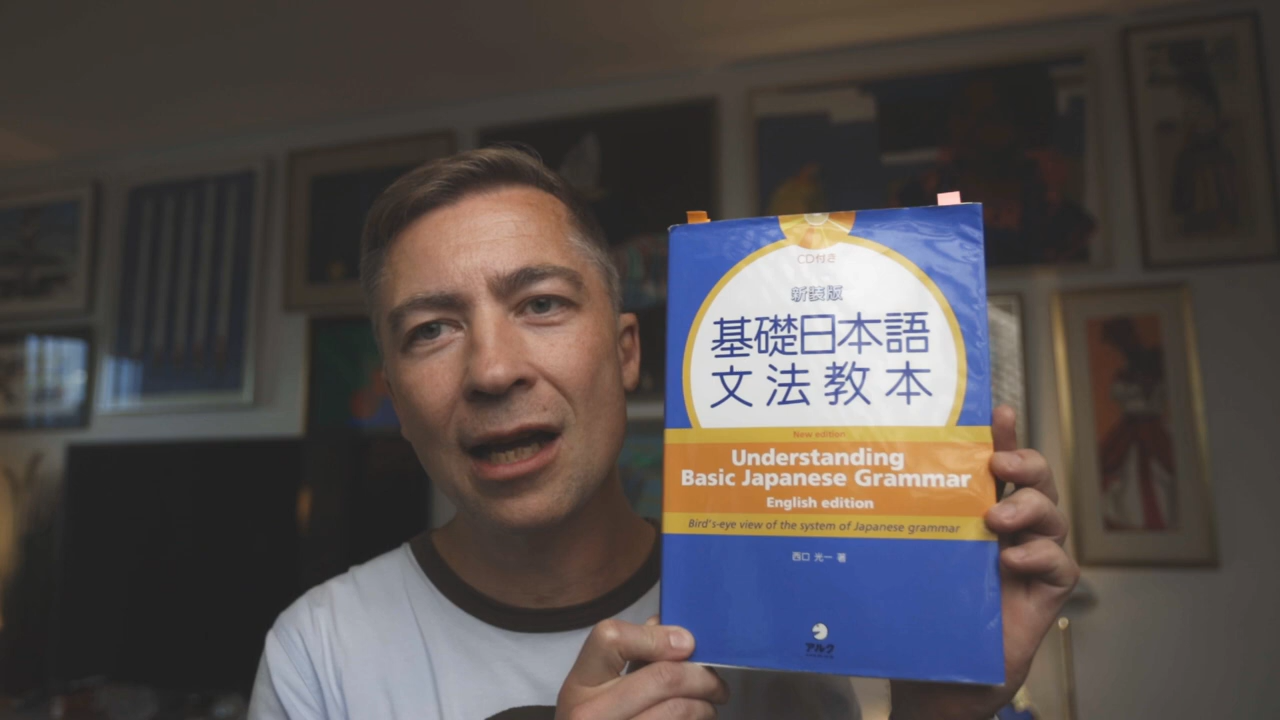 CD付き
新装版
基礎日本語
文法教本
New edition
Understanding
Basic Japanese Grammar
English edition
Bird's-eye view of the system of Japanese grammar
西口 光一 著
アルク